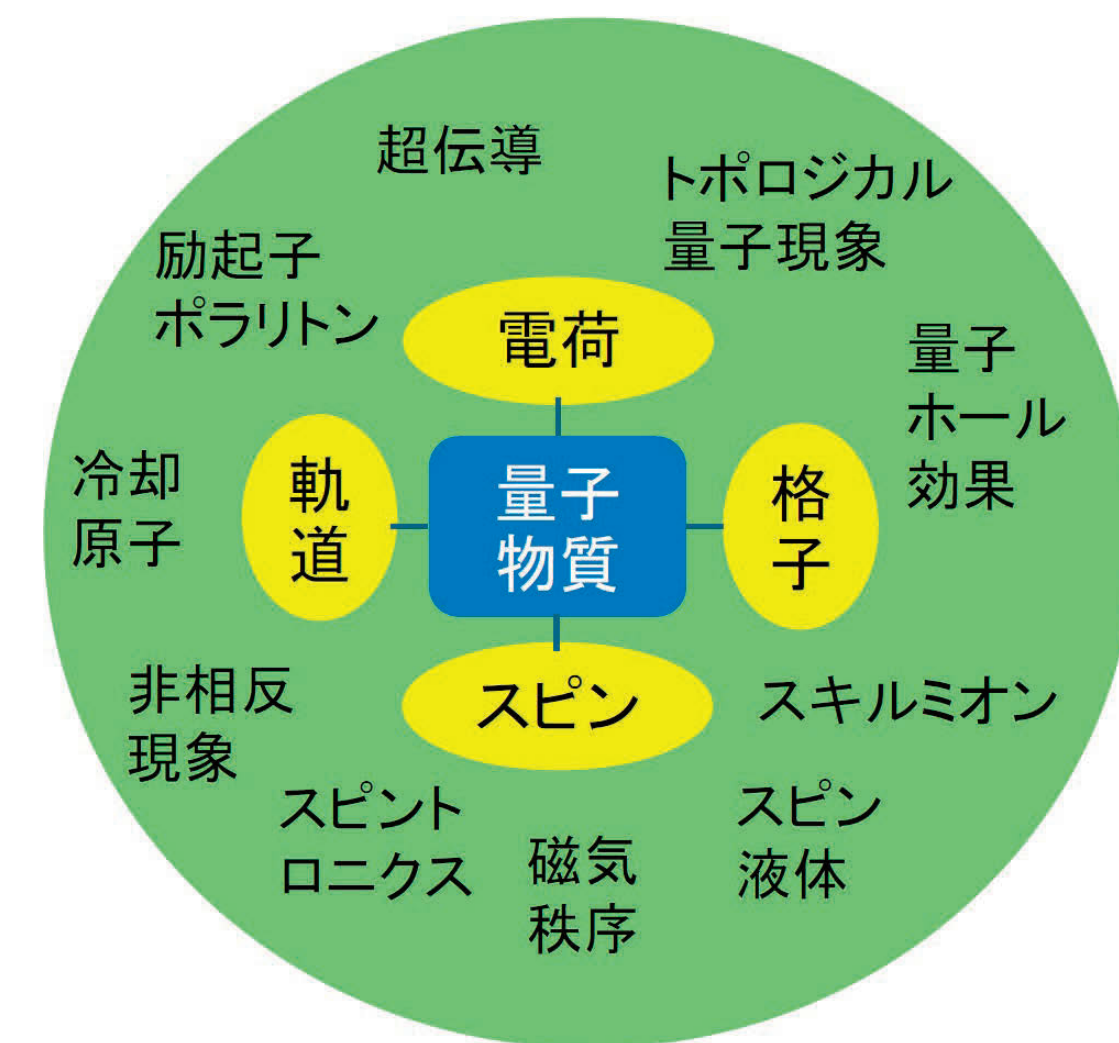 超伝導
トポロジカル
量子現象
励起子
ポラリトン
電荷
量子
ホール
効果
冷却
原子
軌
道
量子
物質
格
子
非相反
現象
スピン
スキルミオン
スピント
ロニクス
磁気
秩序
スピン
液体